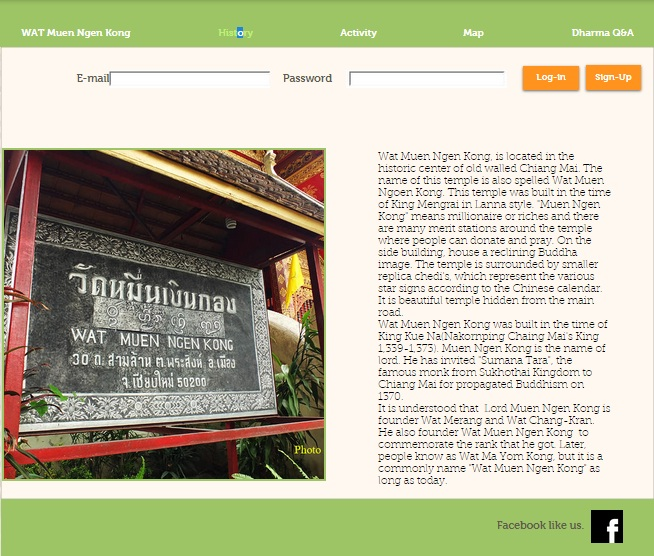 WAT Muen Ngen Kong History Activity Map Dharma Q&A
E-mail Password Log-in Sign-Up
วัดหมื่นเงินกอง
WAT MUEN NGEN KONG
30 ถ. สามล้าน ต.พระสิงห์ อ.เมือง
จ.เชียงใหม่ 50200
Photo
Wat Muen Ngen Kong, is located in the
historic center of old walled Chiang Mai. The
name of this temple is also spelled Wat Muen
Ngoen Kong. This temple was built in the time
of King Mengrai in Lanna style. "Muen Ngen
Kong" means millionaire or riches and there
are many merit stations around the temple
where people can donate and pray. On the
side building, house a reclining Buddha
image. The temple is surrounded by smaller
replica chedi's, which represent the various
star signs according to the Chinese calendar.
It is beautiful temple hidden from the main
road.
Wat Muen Ngen Kong was built in the time of
King Kue Na(Nakornping Chaing Mai's King
1,339-1,373). Muen Ngen Kong is the name of
lord. He has invited "Sumana Tara", the
famous monk from Sukhothai Kingdom to
Chiang Mai for propagated Buddhism on
1370.
It is understood that Lord Muen Ngen Kong is
founder Wat Merang and Wat Chang-Kran.
He also founder Wat Muen Ngen Kong to
commemorate the rank that he got. Later,
people know as Wat Ma Yom Kong, but it is a
commonly name "Wat Muen Ngen Kong" as
long as today.
Facebook like us.